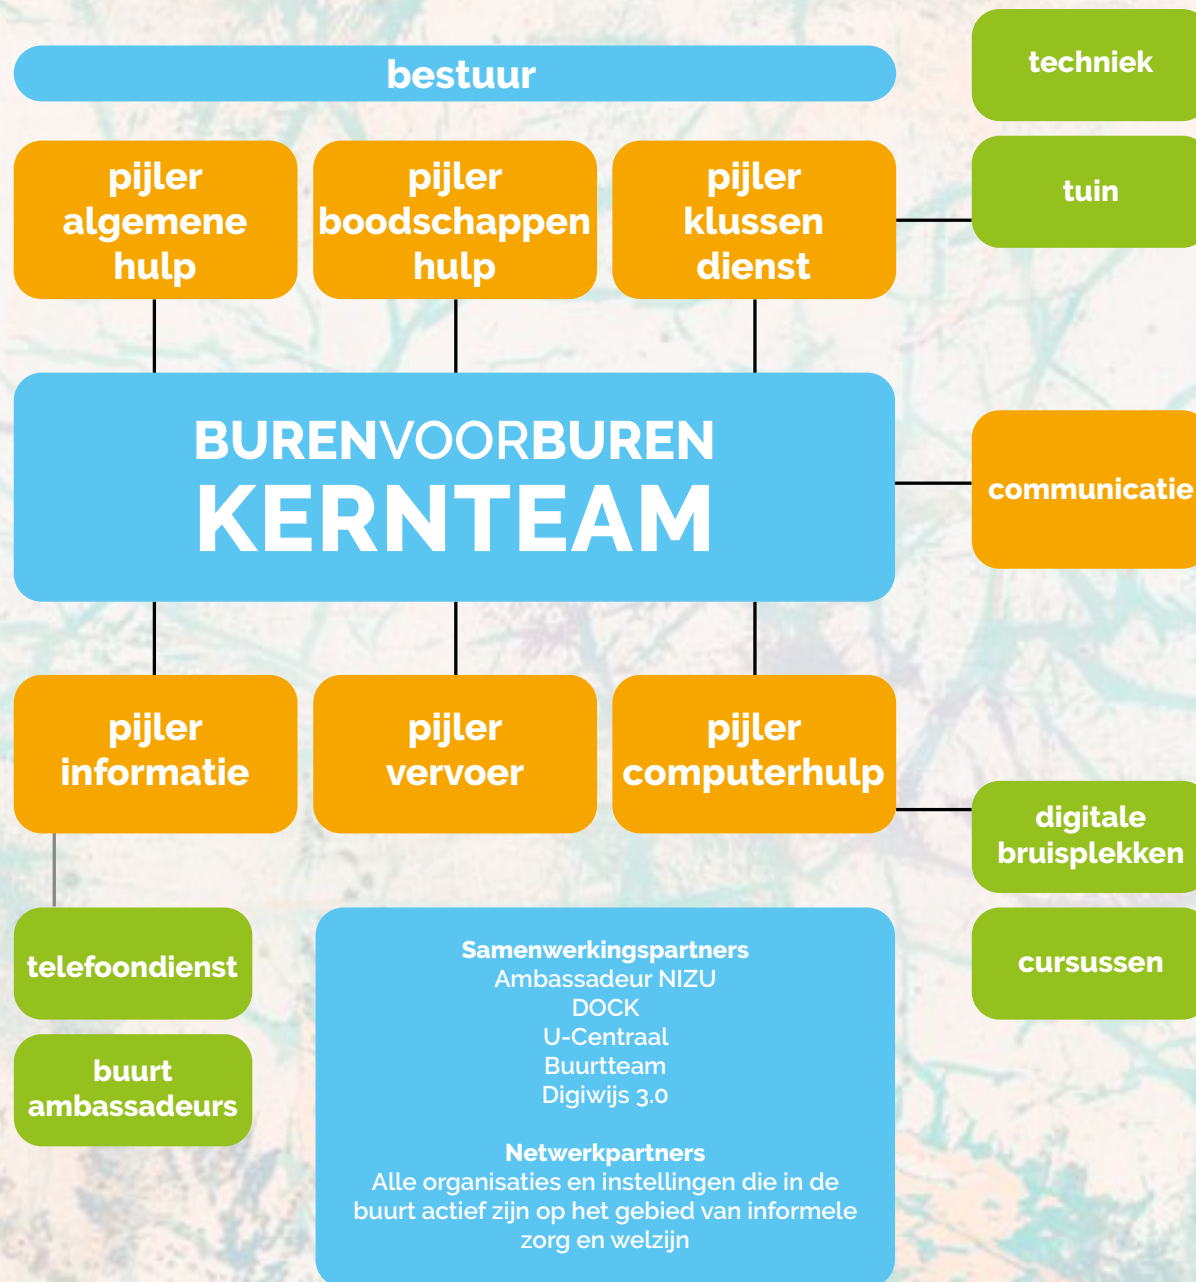 bestuur
techniek
pijler
algemene
hulp
pijler
boodschappen
hulp
pijler
klussen
dienst
tuin
BURENVOORBUREN
KERNTEAM
communicatie
pijler
informatie
pijler
vervoer
pijler
computerhulp
digitale
bruisplekken
telefoondienst
cursussen
buurt
ambassadeurs
Samenwerkingspartners
Ambassadeur NIZU
DOCK
U-Centraal
Buurtteam
Digiwijs 3.0
Netwerkpartners
Alle organisaties en instellingen die in de
buurt actief zijn op het gebied van informele
zorg en welzijn